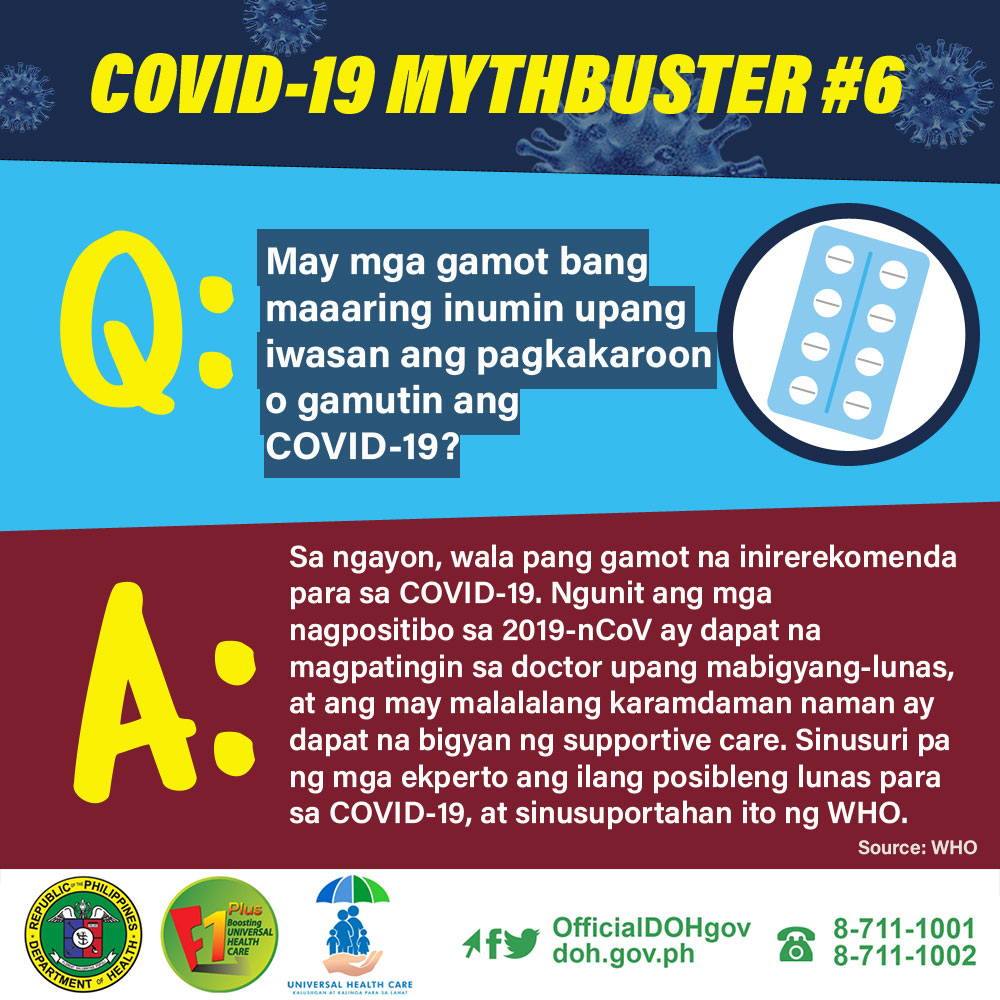 COVID-19 MYTHBUSTER #6
Q:
May mga gamot bang
maaaring inumin upang
iwasan ang pagkakaroon
o gamutin ang
COVID-19?
A:
Sa ngayon, wala pang gamot na inirerekomenda
para sa COVID-19. Ngunit ang mga
nagpositibo sa 2019-nCoV ay dapat na
magpatingin sa doctor upang mabigyang-lunas,
at ang may malalalang karamdaman naman ay
dapat na bigyan ng supportive care. Sinusuri pa
ng mga ekperto ang ilang posibleng lunas para
sa COVID-19, at sinusuportahan ito ng WHO.
Source: WHO
REPUBLIC OF THE PHILIPPINES
DEPARTMENT OF HEALTH
F1 Plus
Boosting
UNIVERSAL
HEALTH
CARE
UNIVERSAL HEALTH CARE
KALUSUGAN AT KALINGA PARA SA LAHAT
OfficialDOHgov
doh.gov.ph
8-711-1001
8-711-1002